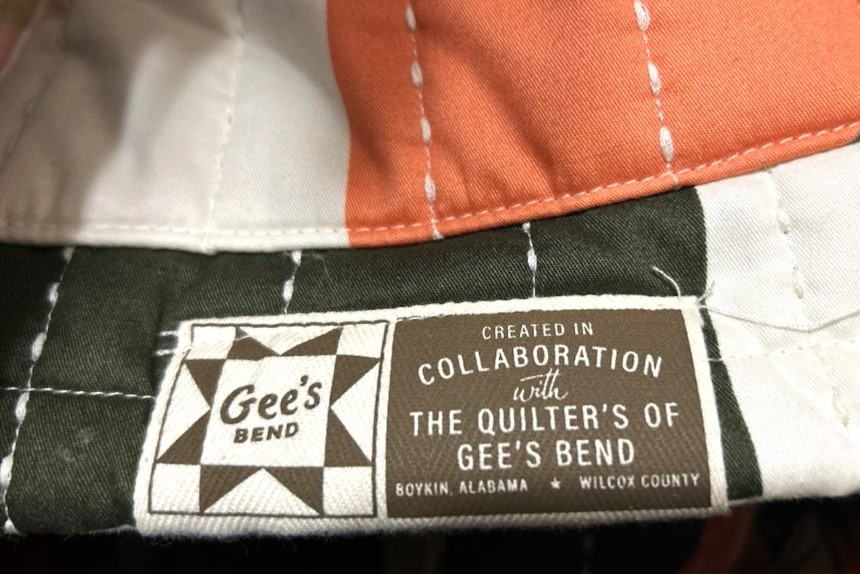 Gee's
BEND
CREATED IN
COLLABORATION
with
THE QUILTER'S OF
GEE'S BEND
BOYKIN, ALABAMA ★ WILCOX COUNTY